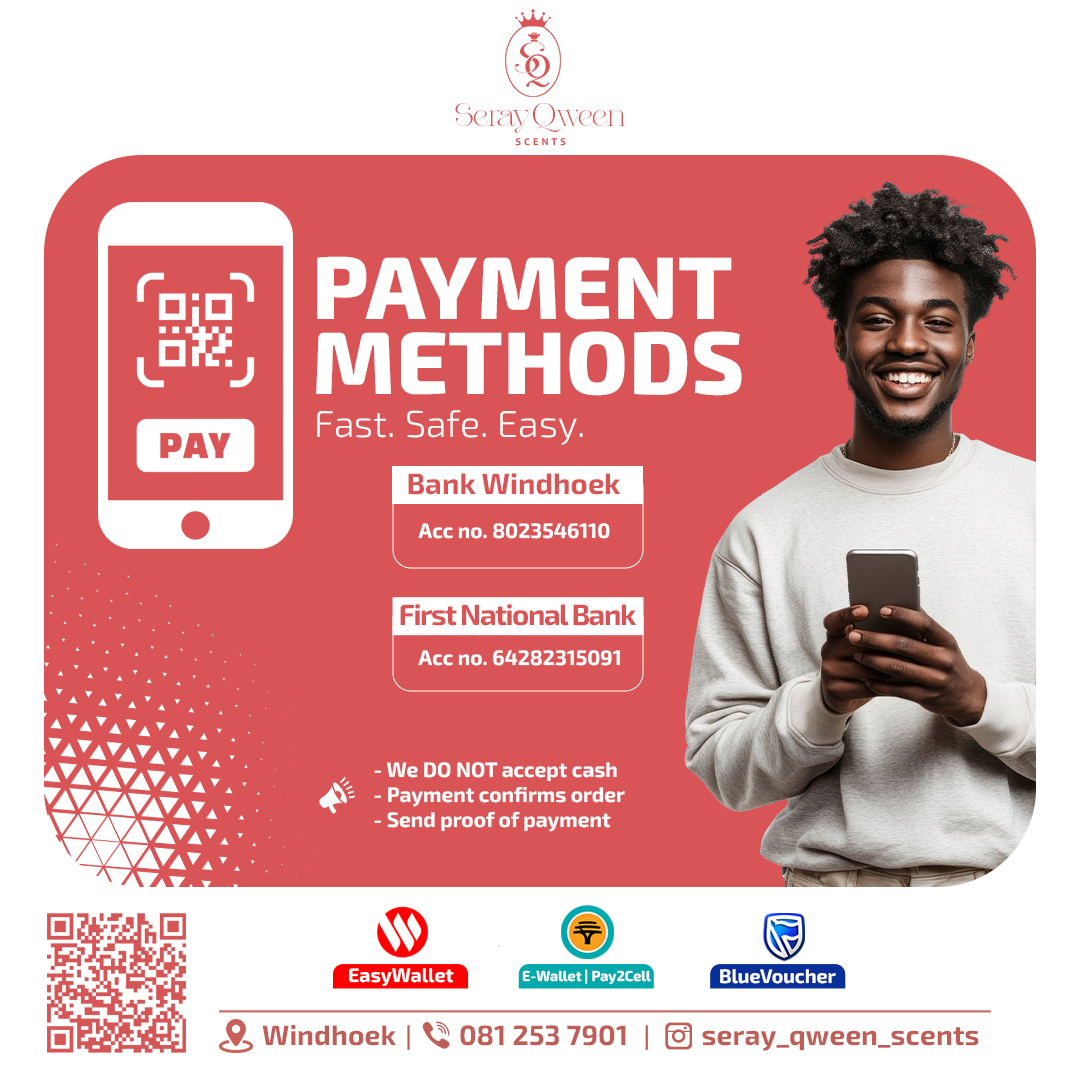 SQ
Seray Qween
SCENTS
PAY
PAYMENT
METHODS
Fast. Safe. Easy.
Bank Windhoek
Acc no. 8023546110
First National Bank
Acc no. 64282315091
- We DO NOT accept cash
- Payment confirms order
- Send proof of payment
EasyWallet
E-Wallet | Pay2Cell
BlueVoucher
Windhoek | 081 253 7901 | seray_qween_scents